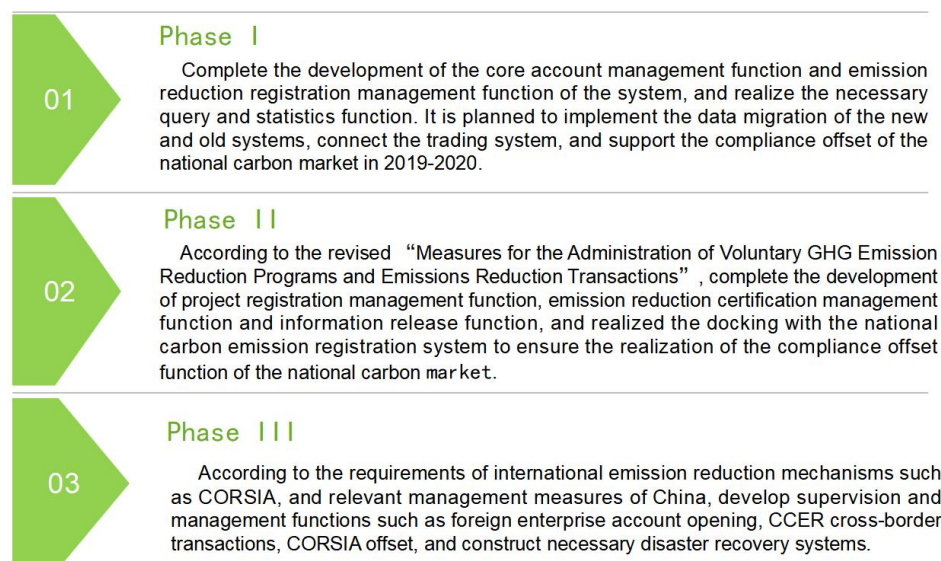 01
Phase I
Complete the development of the core account management function and emission
reduction registration management function of the system, and realize the necessary
query and statistics function. It is planned to implement the data migration of the new
and old systems, connect the trading system, and support the compliance offset of the
national carbon market in 2019-2020.
02
Phase II
According to the revised “Measures for the Administration of Voluntary GHG Emission
Reduction Programs and Emissions Reduction Transactions”, complete the development
of project registration management function, emission reduction certification management
function and information release function, and realized the docking with the national
carbon emission registration system to ensure the realization of the compliance offset
function of the national carbon market.
03
Phase III
According to the requirements of international emission reduction mechanisms such
as CORSIA, and relevant management measures of China, develop supervision and
management functions such as foreign enterprise account opening, CCER cross-border
transactions, CORSIA offset, and construct necessary disaster recovery systems.